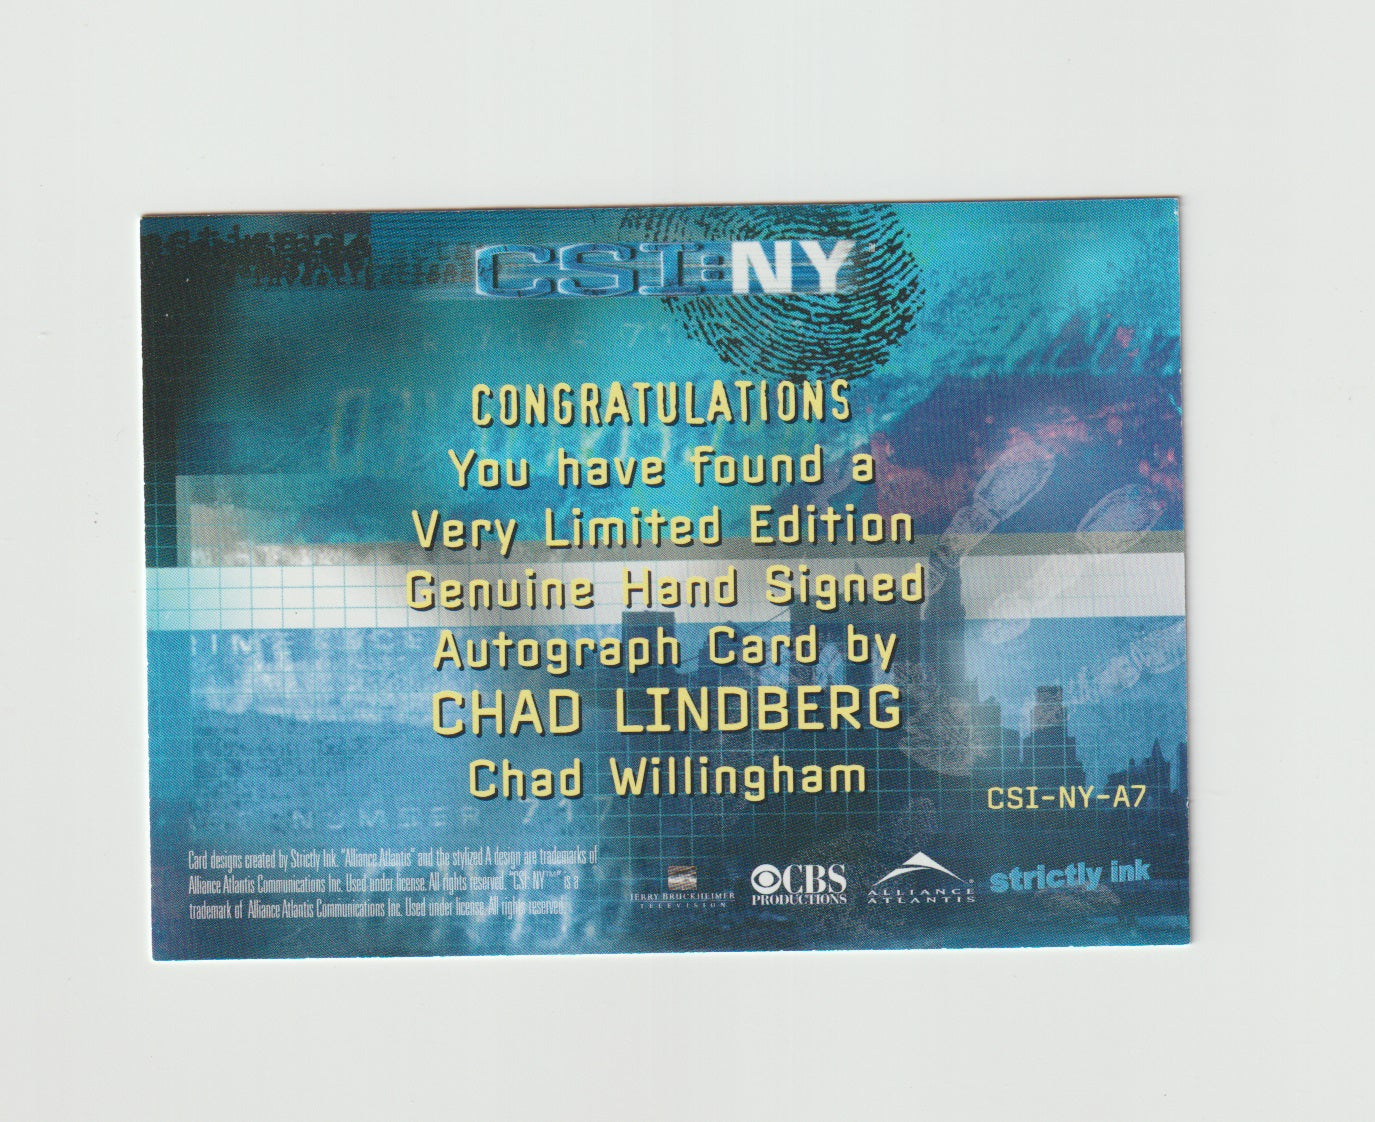 CSI:NY
CONGRATULATIONS
You have found a
Very Limited Edition
Genuine Hand Signed
Autograph Card by
CHAD LINDBERG
Chad Willingham
CSI-NY-A7
Card designs created by Strictly Ink. "Alliance Atlantis" and the stylized A design are trademarks of
Alliance Atlantis Communications Inc. Used under license. All rights reserved. "CSI: NY™" is a
trademark of Alliance Atlantis Communications Inc. Used under license. All rights reserved.
JERRY BRUCKHEIMER
TELEVISION
CBS
PRODUCTIONS
ALLIANCE
ATLANTIS
strictly ink
NUMBER 717